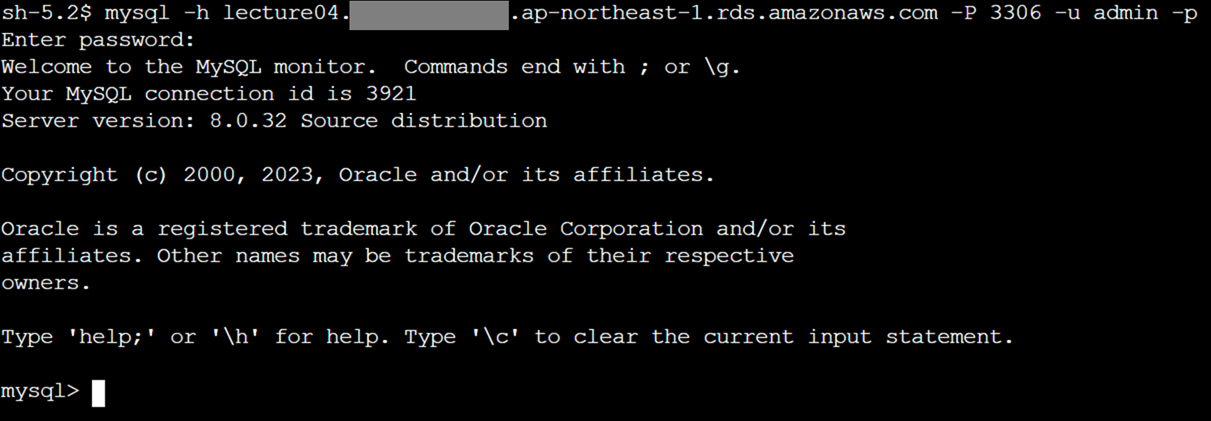 sh-5.2$ mysql -h lecture04. .ap-northeast-1.rds.amazonaws.com -P 3306 -u admin -p
Enter password:
Welcome to the MySQL monitor.  Commands end with ; or \g.
Your MySQL connection id is 3921
Server version: 8.0.32 Source distribution
Copyright (c) 2000, 2023, Oracle and/or its affiliates.
Oracle is a registered trademark of Oracle Corporation and/or its
affiliates. Other names may be trademarks of their respective
owners.
Type 'help;' or '\h' for help. Type '\c' to clear the current input statement.
mysql>